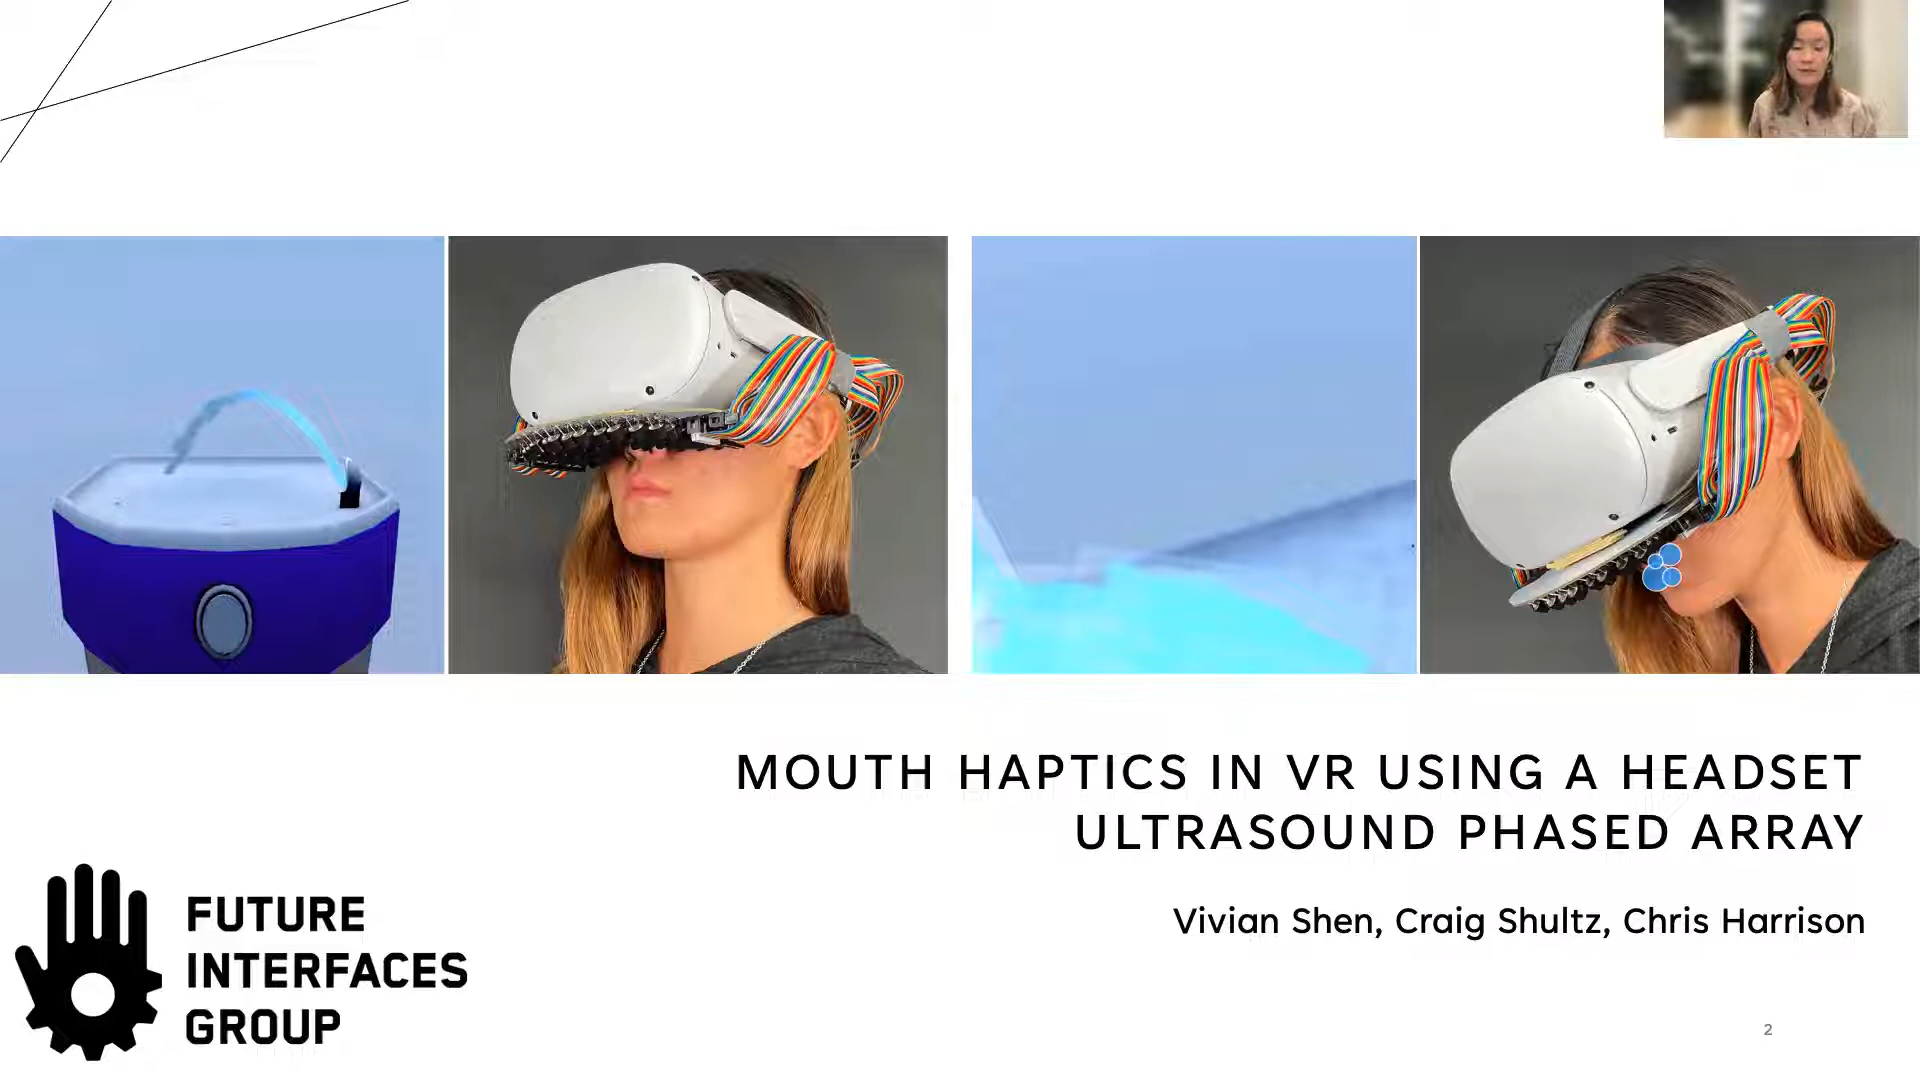 MOUTH HAPTICS IN VR USING A HEADSET
ULTRASOUND PHASED ARRAY
Vivian Shen, Craig Shultz, Chris Harrison
FUTURE
INTERFACES
GROUP
2